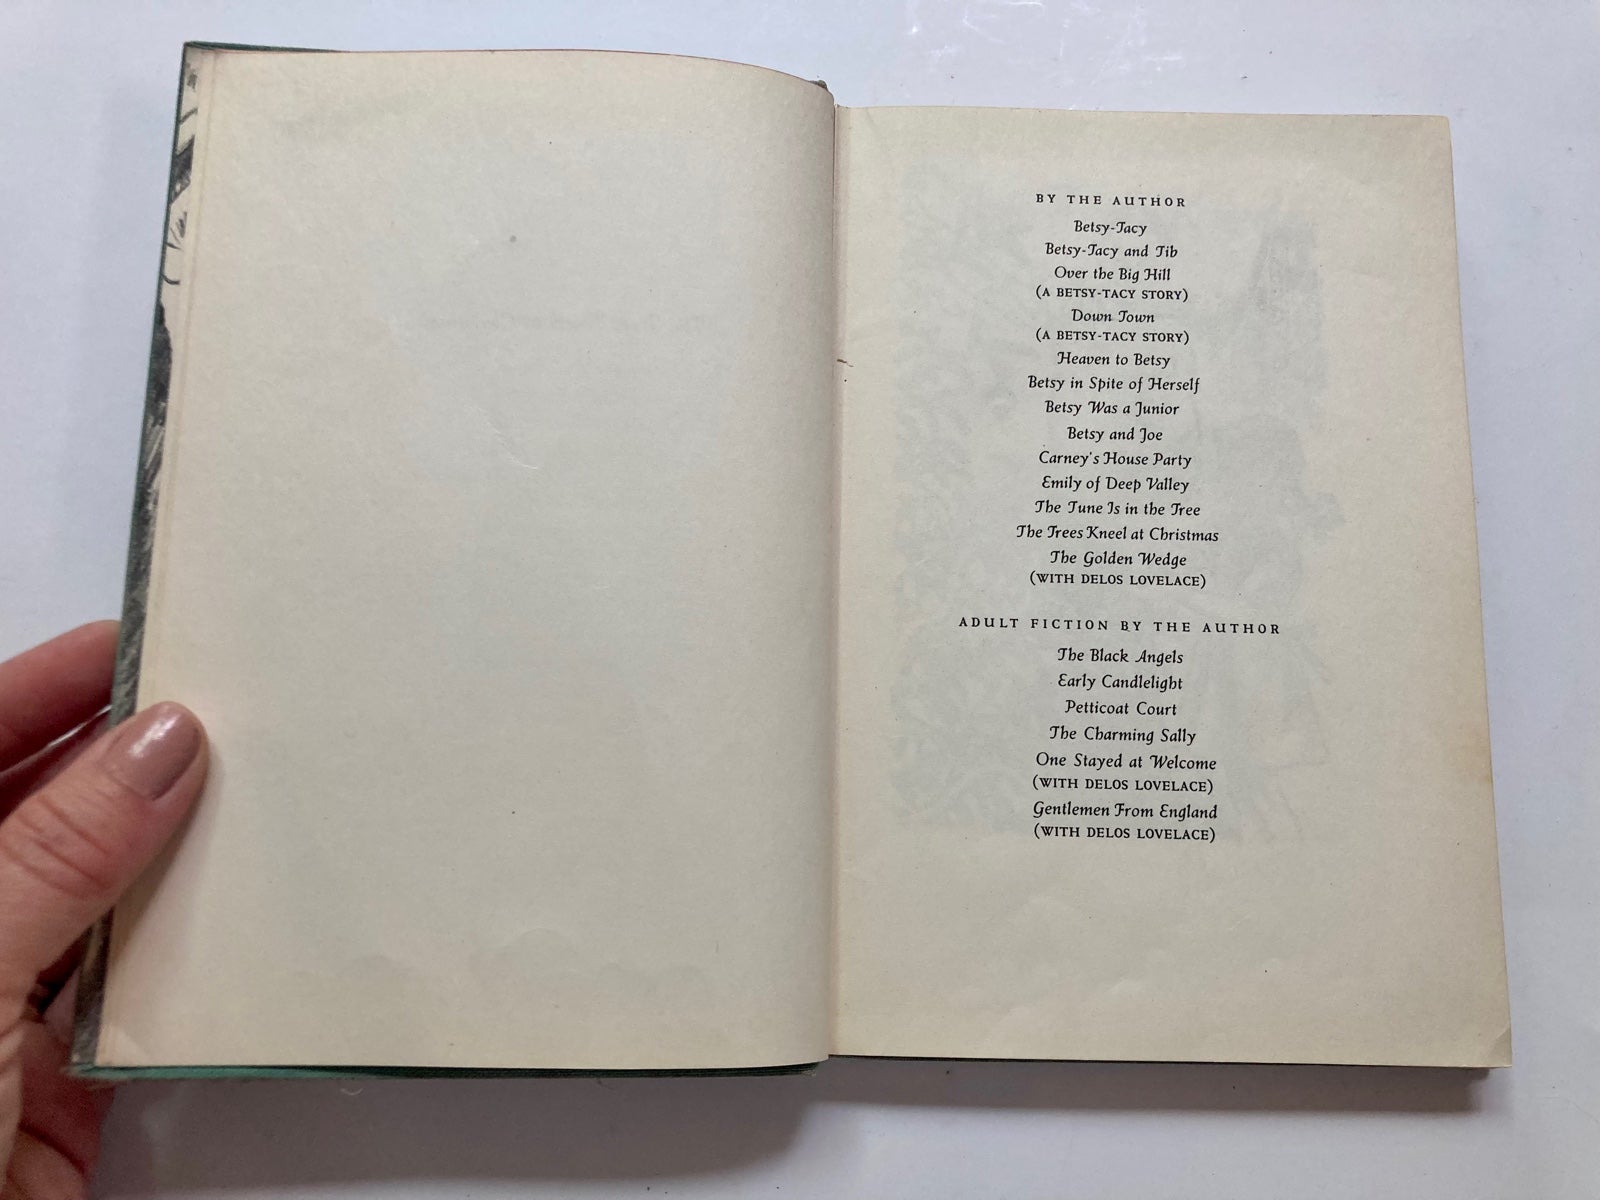 BY THE AUTHOR
Betsy-Tacy
Betsy-Tacy and Tib
Over the Big Hill
(A BETSY-TACY STORY)
Down Town
(A BETSY-TACY STORY)
Heaven to Betsy
Betsy in Spite of Herself
Betsy Was a Junior
Betsy and Joe
Carney's House Party
Emily of Deep Valley
The Tune Is in the Tree
The Trees Kneel at Christmas
The Golden Wedge
(WITH DELOS LOVELACE)
ADULT FICTION BY THE AUTHOR
The Black Angels
Early Candlelight
Petticoat Court
The Charming Sally
One Stayed at Welcome
(WITH DELOS LOVELACE)
Gentlemen From England
(WITH DELOS LOVELACE)